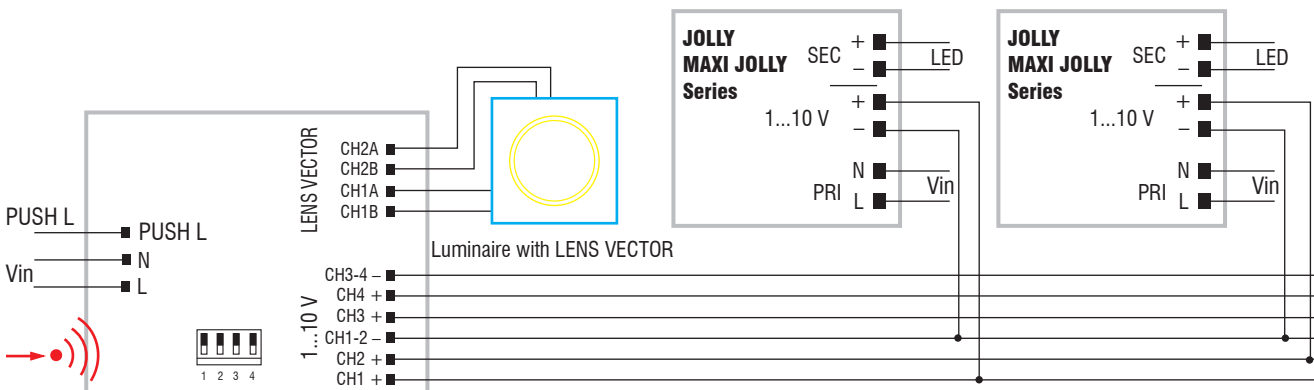 PUSH L
Vin
PUSH L
N
L
1 2 3 4
LENS VECTOR
CH2A
CH2B
CH1A
CH1B
Luminaire with LENS VECTOR
1...10 V
CH3-4 –
CH4 +
CH3 +
CH1-2 –
CH2 +
CH1 +
JOLLY
MAXI JOLLY
Series
SEC
+
–
LED
1...10 V
+
–
PRI
N
L
Vin
JOLLY
MAXI JOLLY
Series
SEC
+
–
LED
1...10 V
+
–
PRI
N
L
Vin